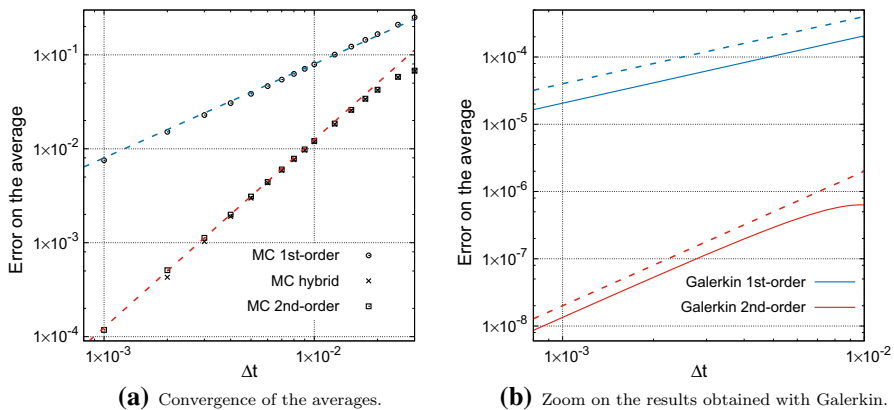 Error on the average
1×10⁻¹
1×10⁻²
1×10⁻³
1×10⁻⁴
MC 1st-order
MC hybrid
MC 2nd-order
1×10⁻³
1×10⁻²
Δt
(a) Convergence of the averages.
Error on the average
1×10⁻⁴
1×10⁻⁵
1×10⁻⁶
1×10⁻⁷
1×10⁻⁸
Galerkin 1st-order
Galerkin 2nd-order
1×10⁻³
1×10⁻²
Δt
(b) Zoom on the results obtained with Galerkin.